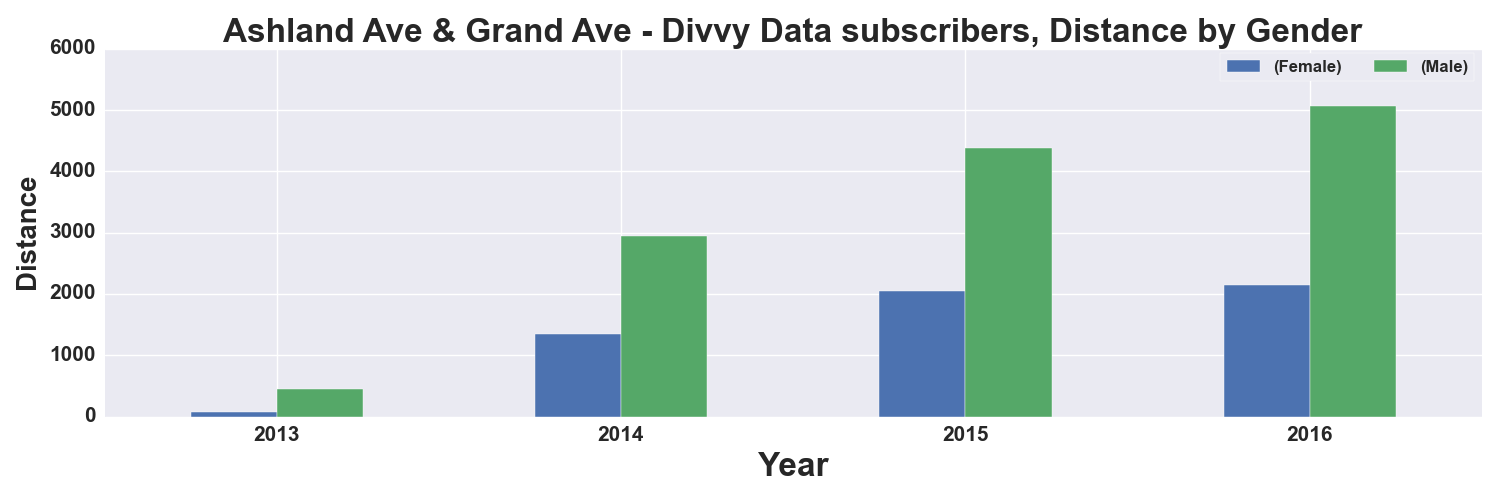 Ashland Ave & Grand Ave - Divvy Data subscribers, Distance by Gender
(Female) (Male)
6000
5000
4000
3000
2000
1000
0
Distance
2013 2014 2015 2016
Year